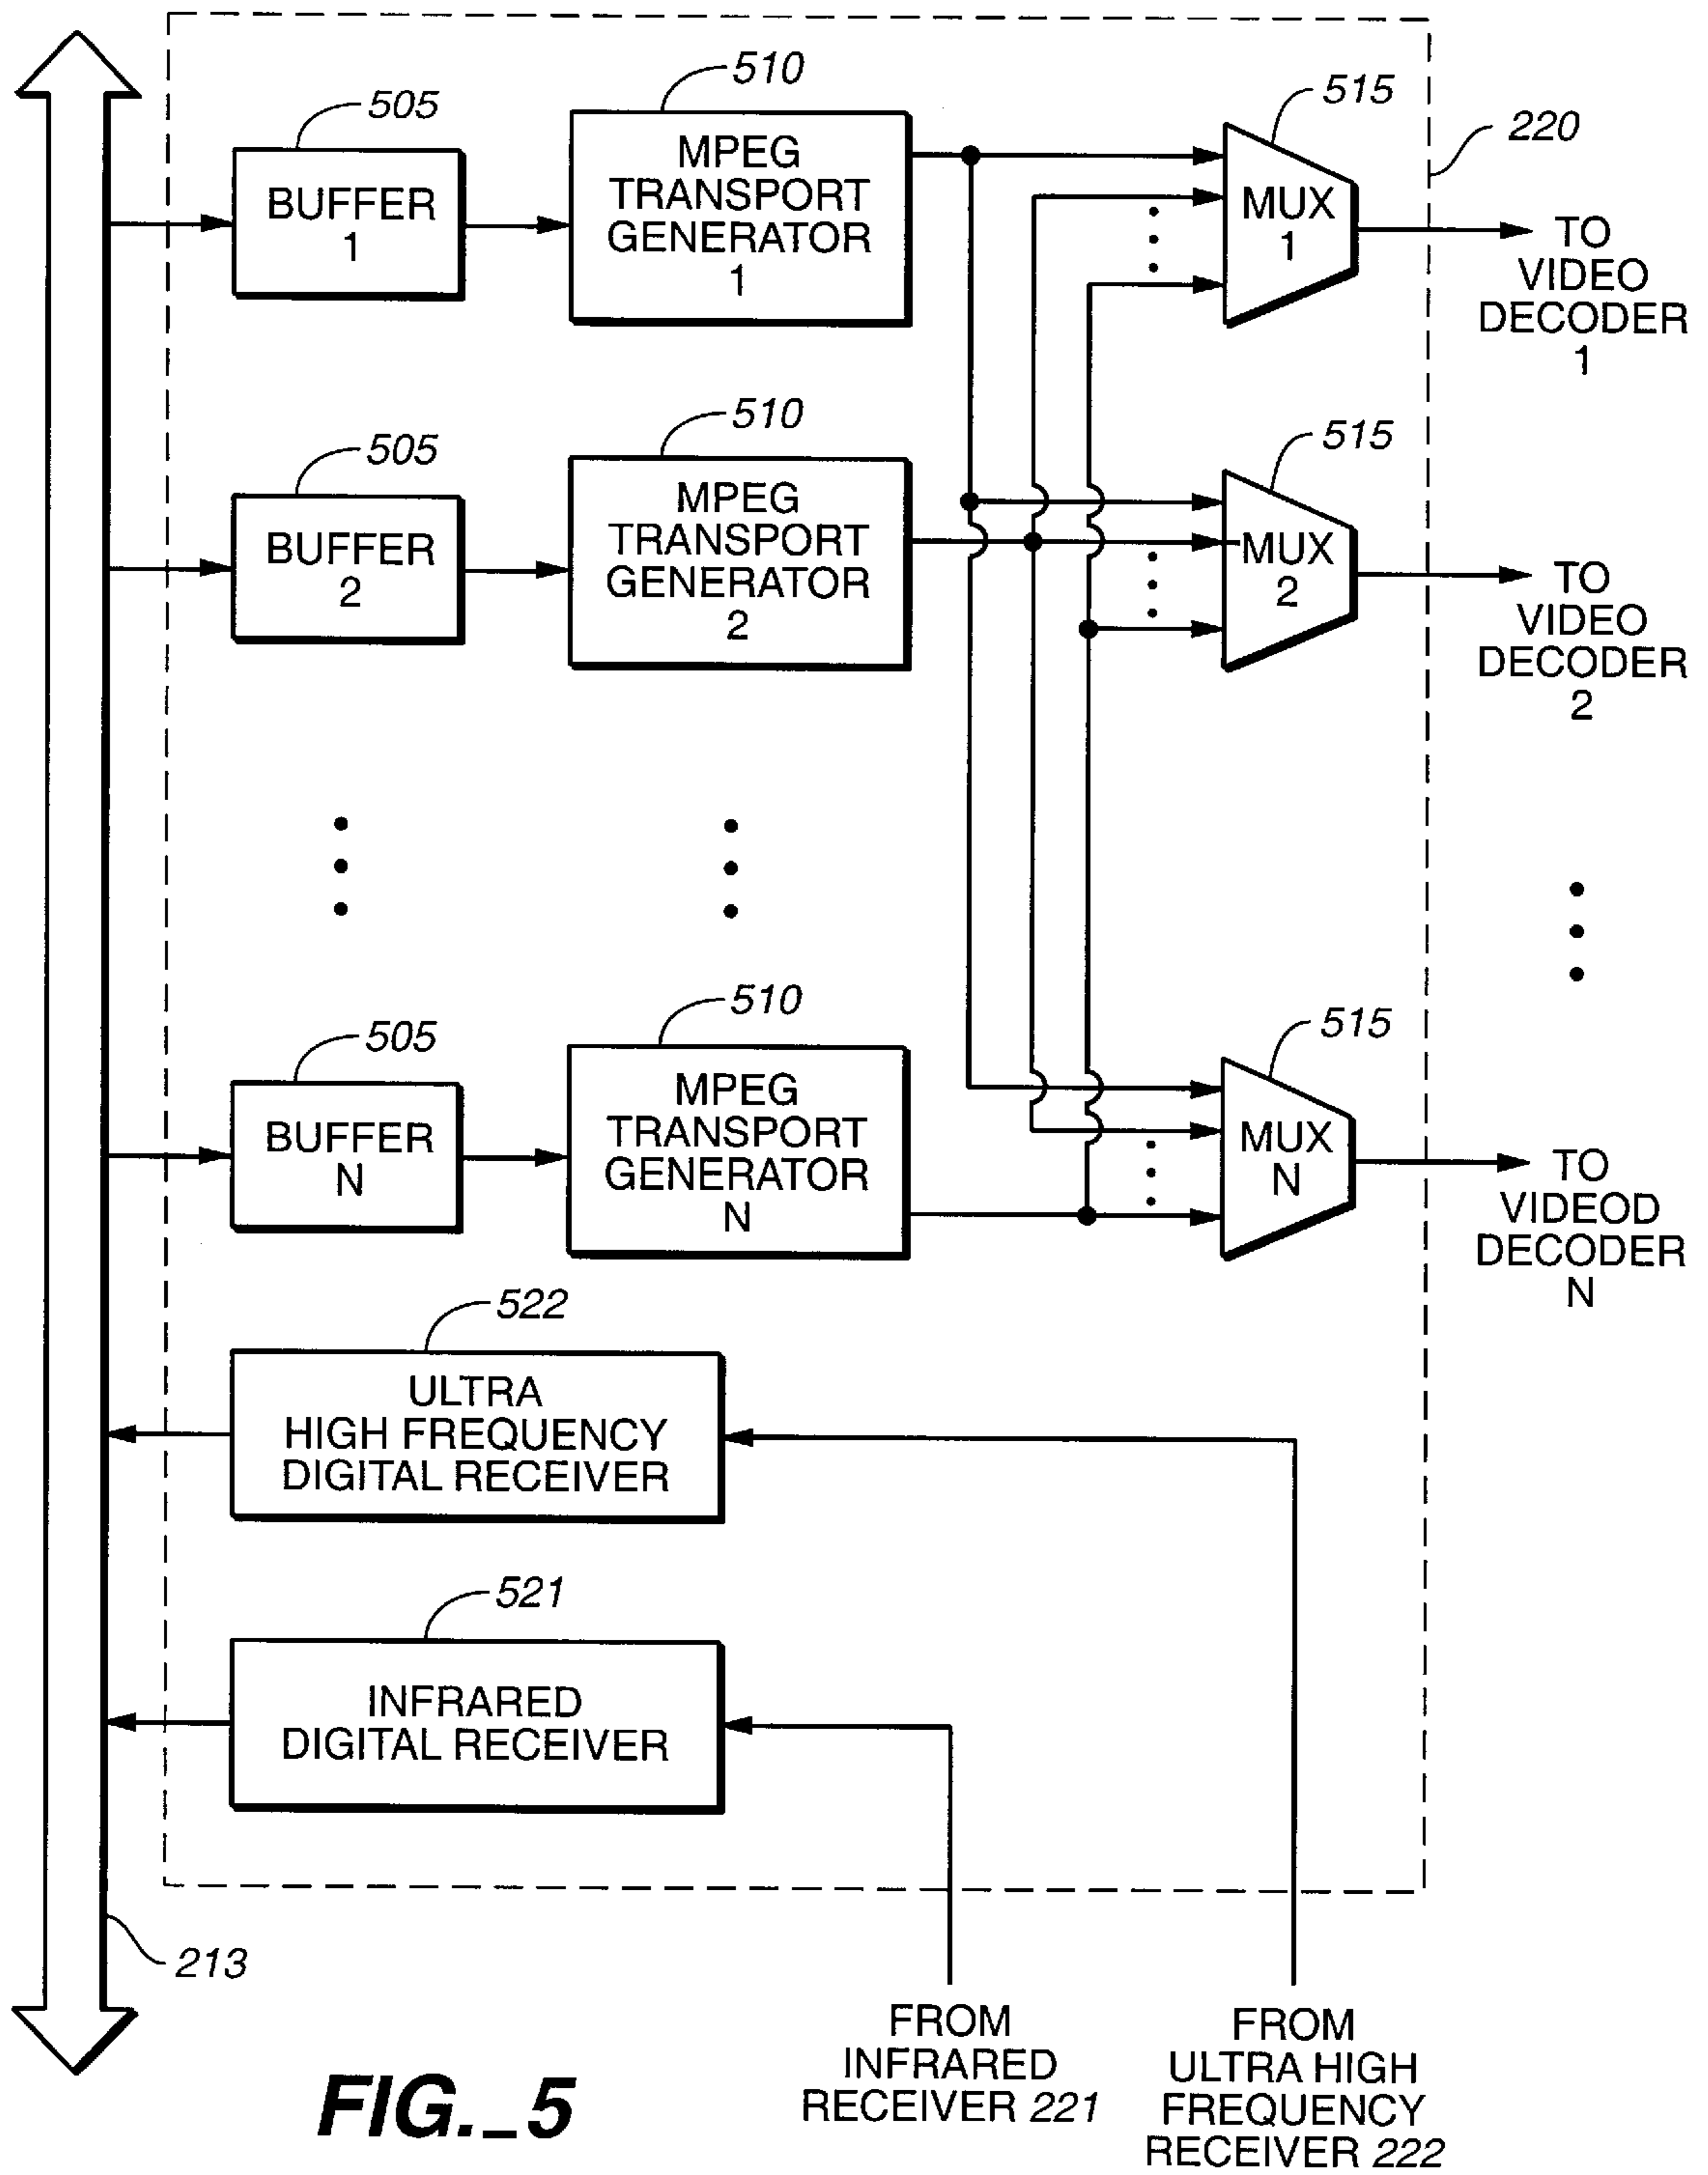 510
515
505
220
MPEG
TRANSPORT
GENERATOR
1
BUFFER
1
MUX
1
TO
VIDEO
DECODER
1
510
515
505
MPEG
TRANSPORT
GENERATOR
2
BUFFER
2
MUX
2
TO
VIDEO
DECODER
2
510
515
505
MPEG
TRANSPORT
GENERATOR
N
BUFFER
N
MUX
N
TO
VIDEOD
DECODER
N
522
ULTRA
HIGH FREQUENCY
DIGITAL RECEIVER
521
INFRARED
DIGITAL RECEIVER
213
FROM
INFRARED
RECEIVER 221
FROM
ULTRA HIGH
FREQUENCY
RECEIVER 222
FIG._5